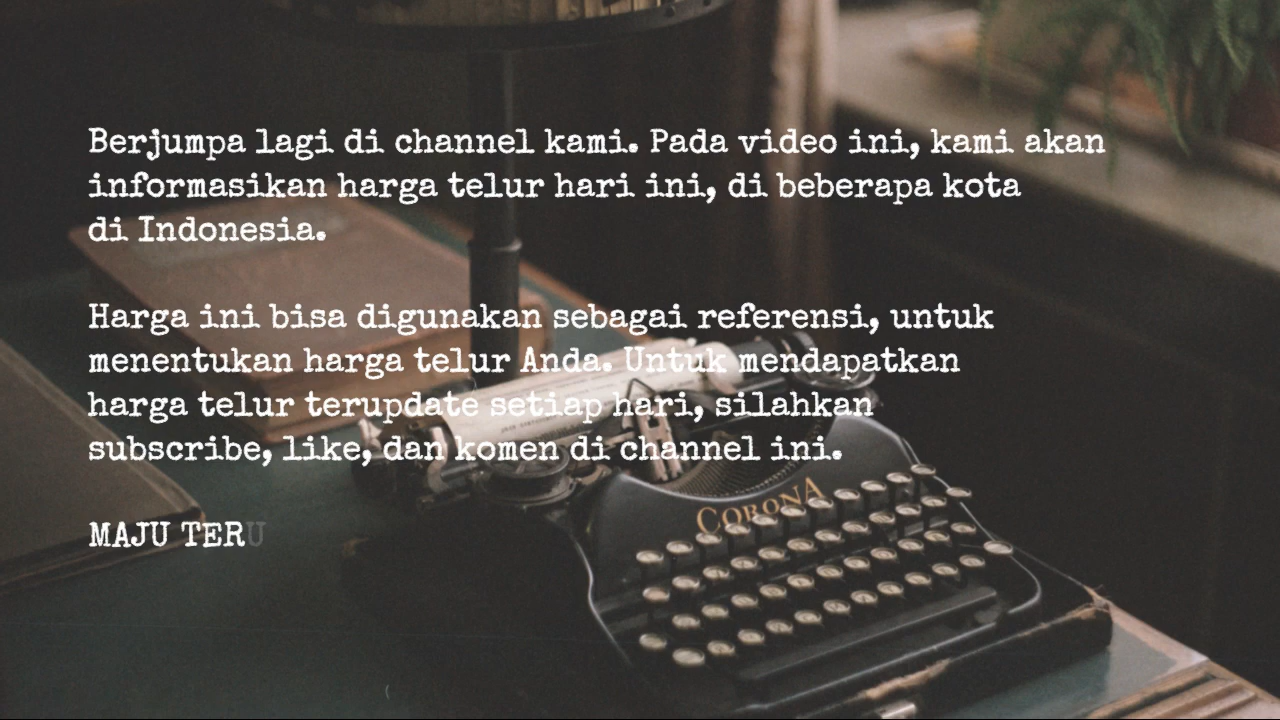 Berjumpa lagi di channel kami. Pada video ini, kami akan
informasikan harga telur hari ini, di beberapa kota
di Indonesia.
Harga ini bisa digunakan sebagai referensi, untuk
menentukan harga telur Anda. Untuk mendapatkan
harga telur terupdate setiap hari, silahkan
subscribe, like, dan komen di channel ini.
CORONA
MAJU TERU